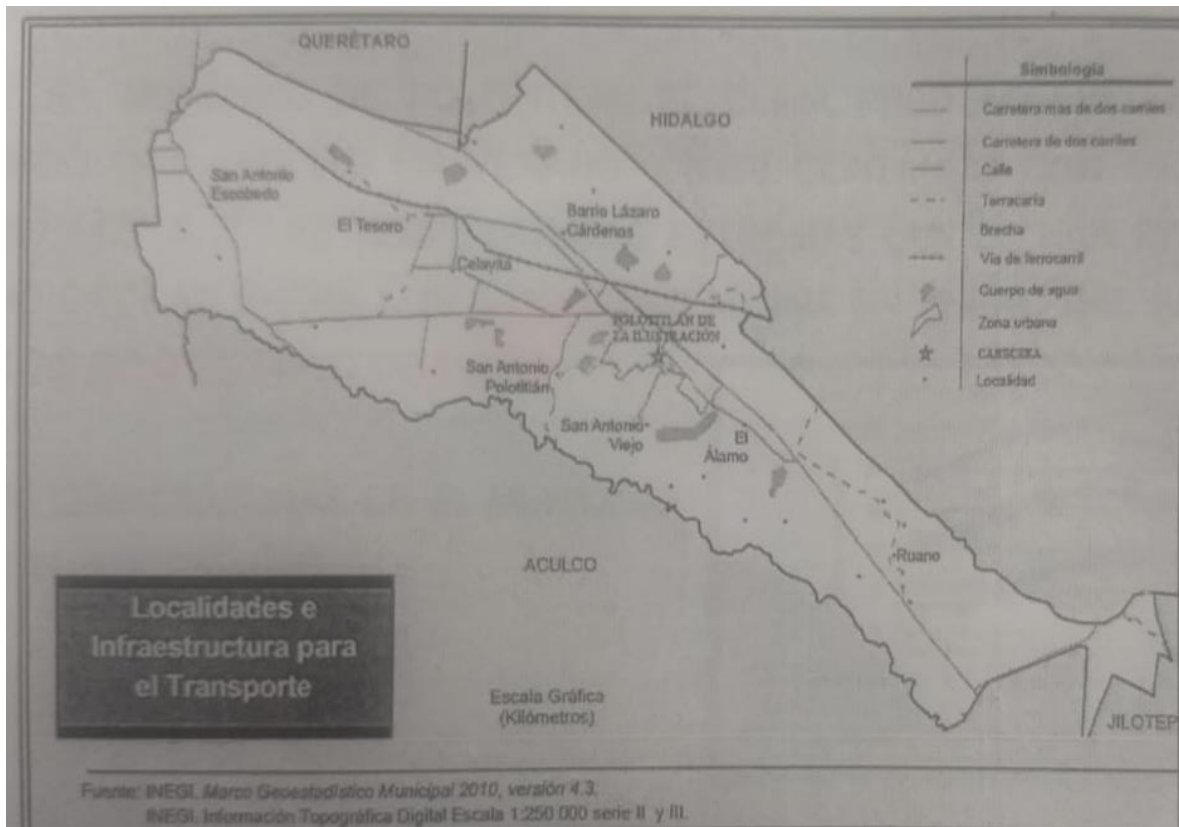 QUERÉTARO
HIDALGO
San Antonio
Escobedo
El Tesoro
Barrio Lázaro
Cárdenas
Celayita
POLOTITLÁN DE
LA ILUSTRACIÓN
San Antonio
Polotitlán
San Antonio
Viejo
El
Álamo
Ruano
ACULCO
JILOTEP
Simbología
Carretera mas de dos carriles
Carretera de dos carriles
Calle
Terracería
Brecha
Vía de ferrocarril
Cuerpo de agua
Zona urbana
CABECERA
Localidad
Localidades e
Infraestructura para
el Transporte
Escala Gráfica
(Kilómetros)
Fuente: INEGI. Marco Geoestadístico Municipal 2010, versión 4.3.
INEGI. Información Topográfica Digital Escala 1:250 000 serie II y III.